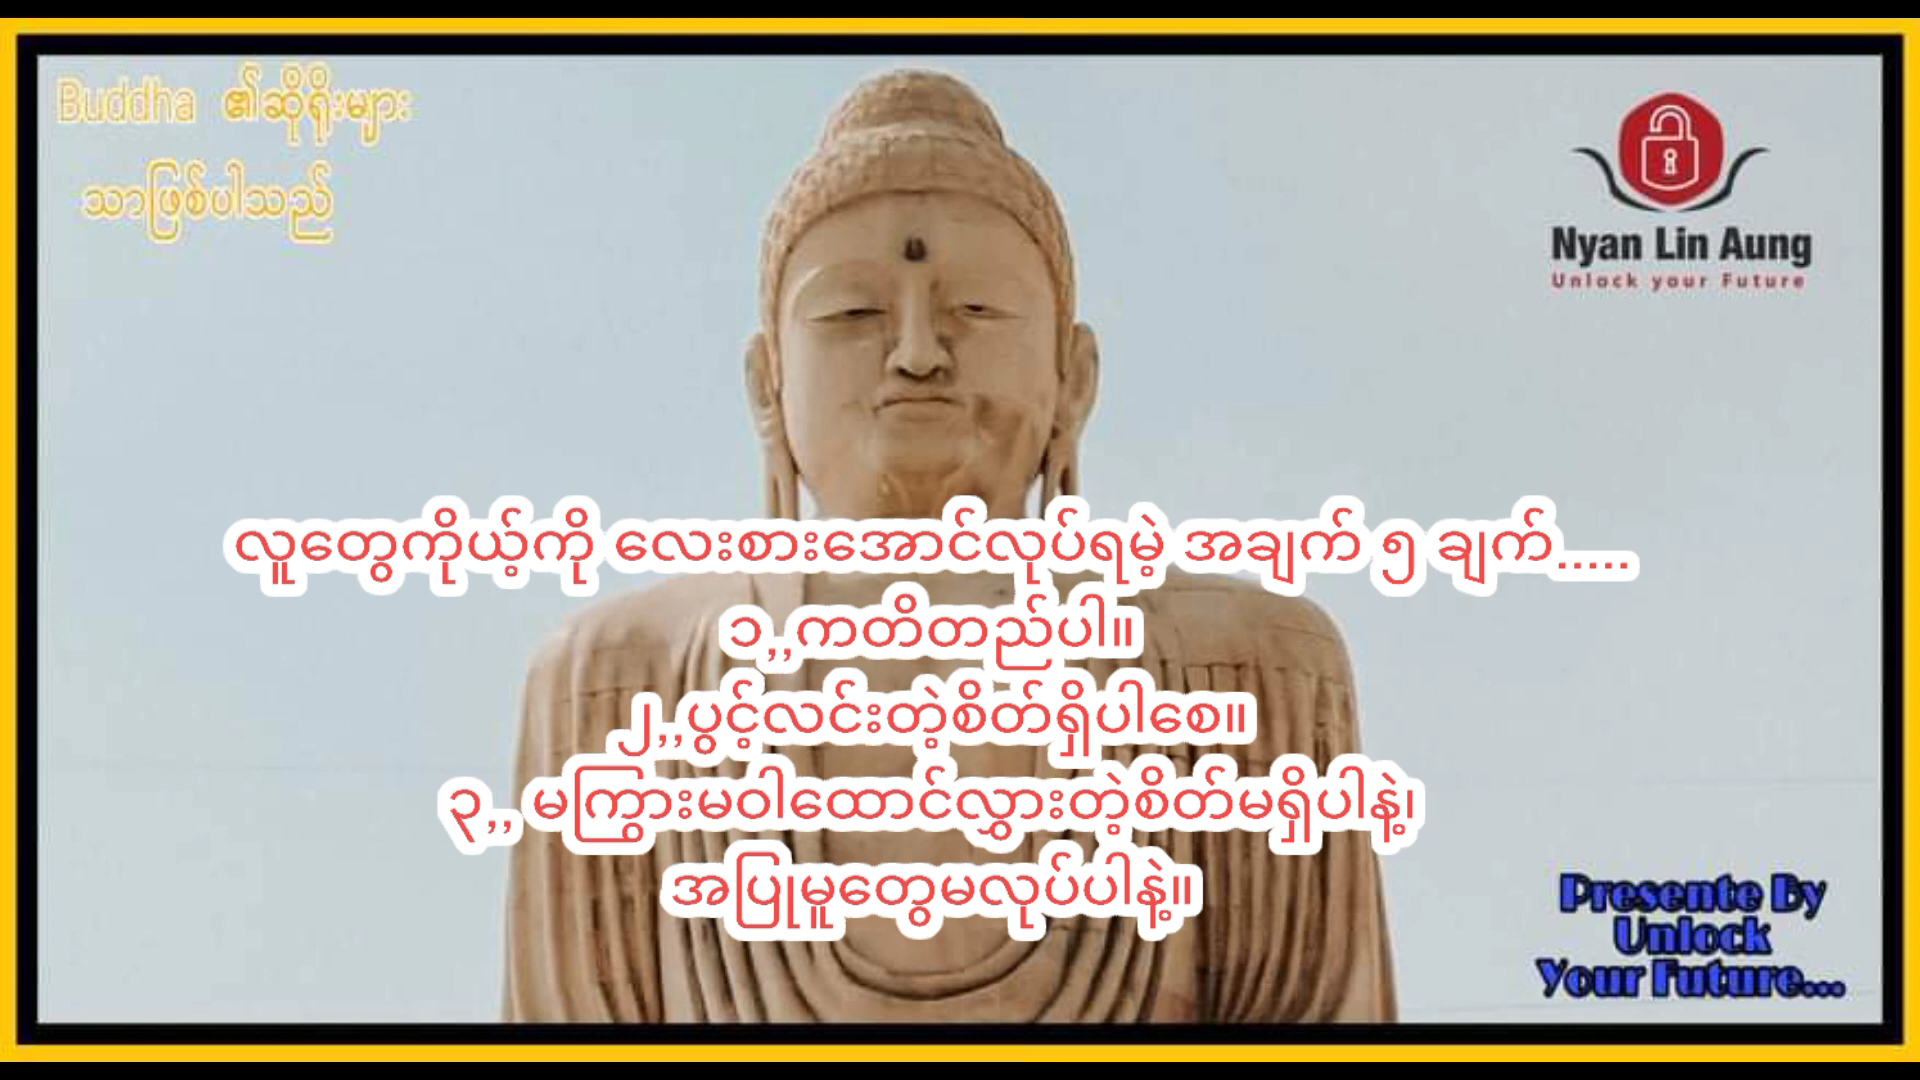 Buddha ၏ဆိုရိုးများ
သာဖြစ်ပါသည်
Nyan Lin Aung
Unlock your Future
လူတွေကိုယ့်ကို လေးစားအောင်လုပ်ရမဲ့ အချက် ၅ ချက်.....
၁,,ကတိတည်ပါ။
၂,,ပွင့်လင်းတဲ့စိတ်ရှိပါစေ။
၃,, မကြွားမဝါထောင်လွှားတဲ့စိတ်မရှိပါနဲ့၊
အပြုမူတွေမလုပ်ပါနဲ့။
Presente By
Unlock
Your Future...